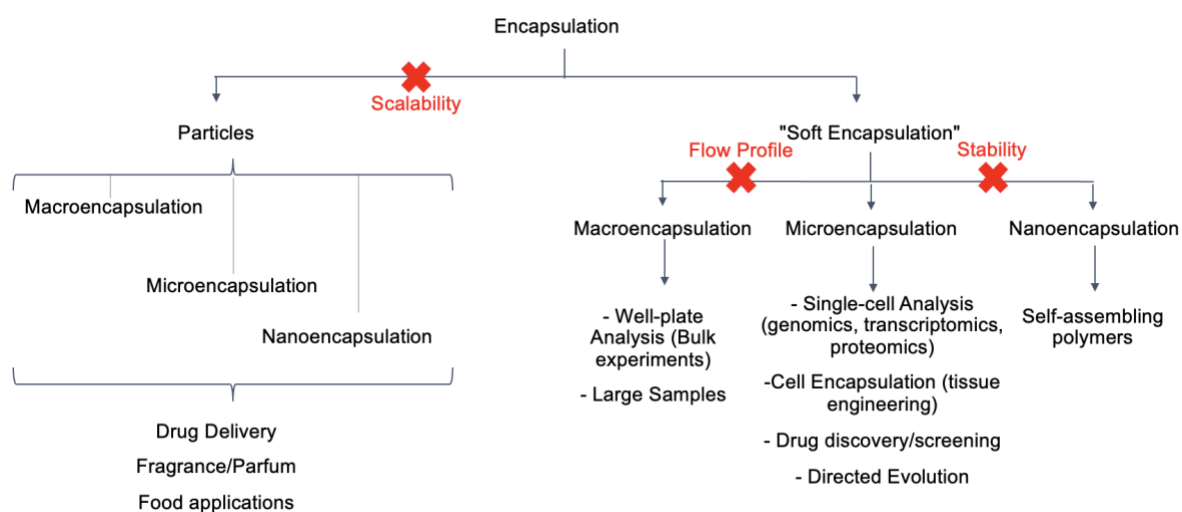 Encapsulation
Scalability
Particles
Macroencapsulation
Microencapsulation
Nanoencapsulation
Drug Delivery
Fragrance/Parfum
Food applications
"Soft Encapsulation"
Flow Profile
Stability
Macroencapsulation
- Well-plate
Analysis (Bulk
experiments)
- Large Samples
Microencapsulation
- Single-cell Analysis
(genomics, transcriptomics,
proteomics)
-Cell Encapsulation (tissue
engineering)
- Drug discovery/screening
- Directed Evolution
Nanoencapsulation
Self-assembling
polymers